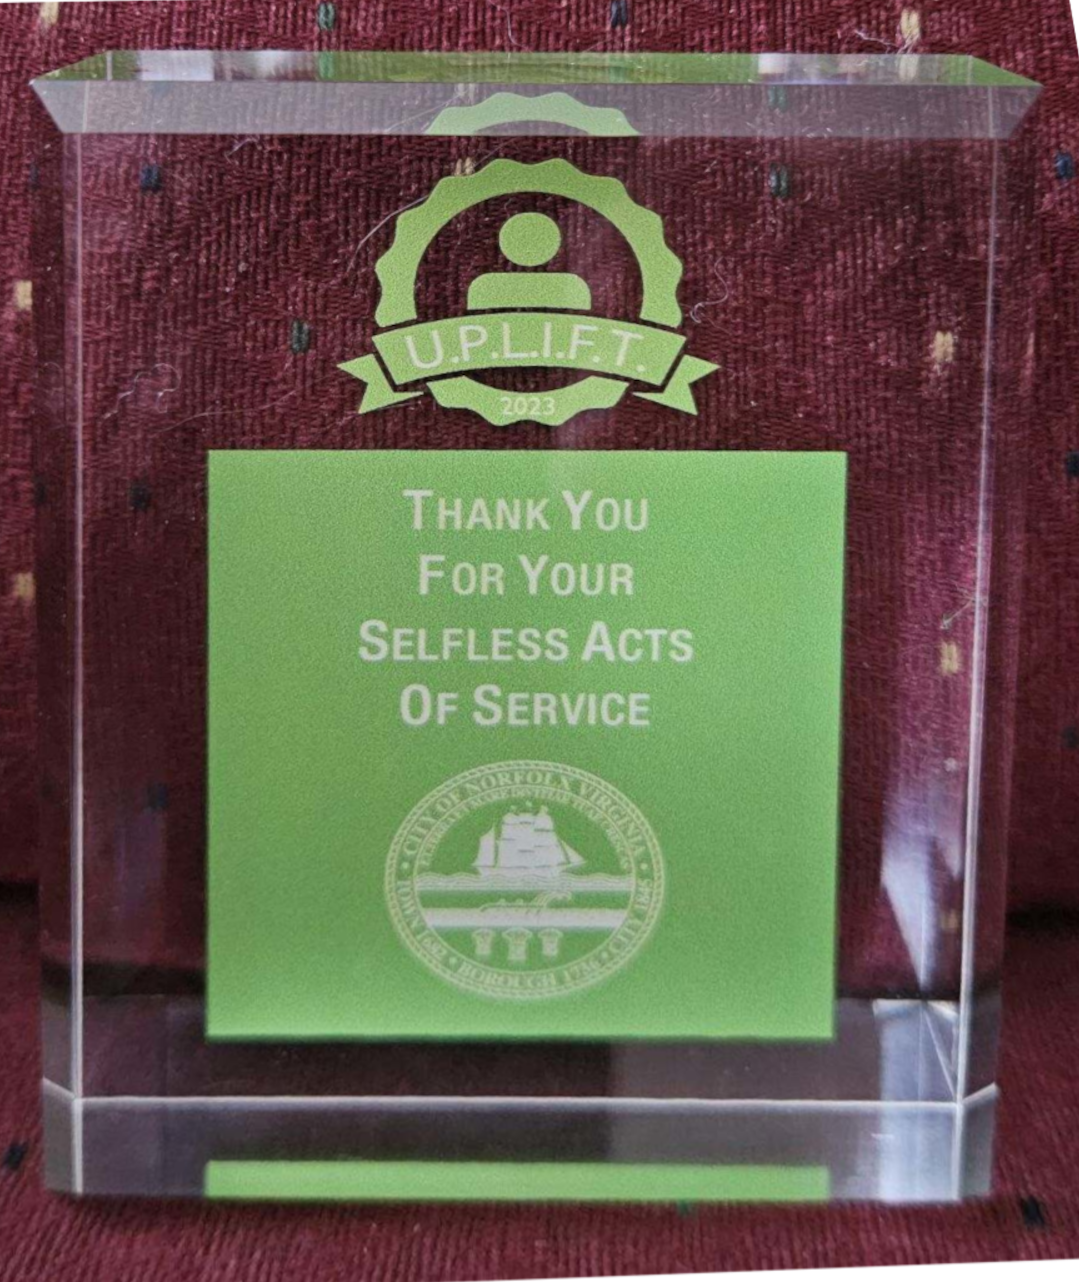 U.P.L.I.F.T.
2023
THANK YOU
FOR YOUR
SELFLESS ACTS
OF SERVICE
• CITY OF NORFOLK VIRGINIA •
TOWN 1682 • BOROUGH 1736 • CITY 1845